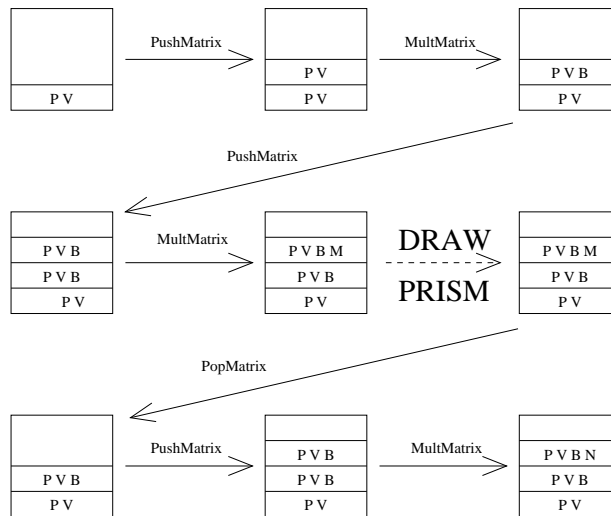 PushMatrix
MultMatrix
P V
P V B
P V
P V
P V
PushMatrix
P V B
P V B
P V
MultMatrix
P V B M
P V B
P V
DRAW
PRISM
P V B M
P V B
P V
PopMatrix
P V B
P V
PushMatrix
P V B
P V B
P V
MultMatrix
P V B N
P V B
P V